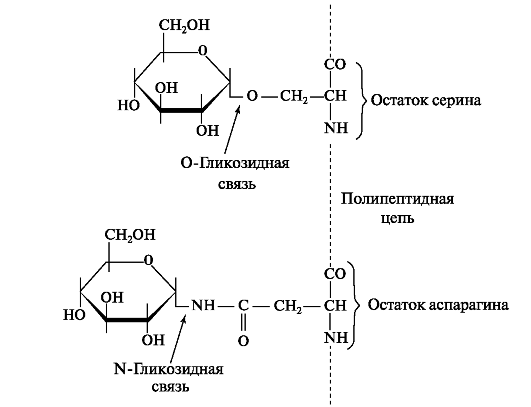 CH₂OH
O
CO
OH
HO
OH
O — CH₂ — CH
NH
Остаток серина
О-Гликозидная
связь
Полипептидная
цепь
CH₂OH
O
CO
OH
HO
OH
NH — C — CH₂ — CH
O
NH
Остаток аспарагина
N-Гликозидная
связь